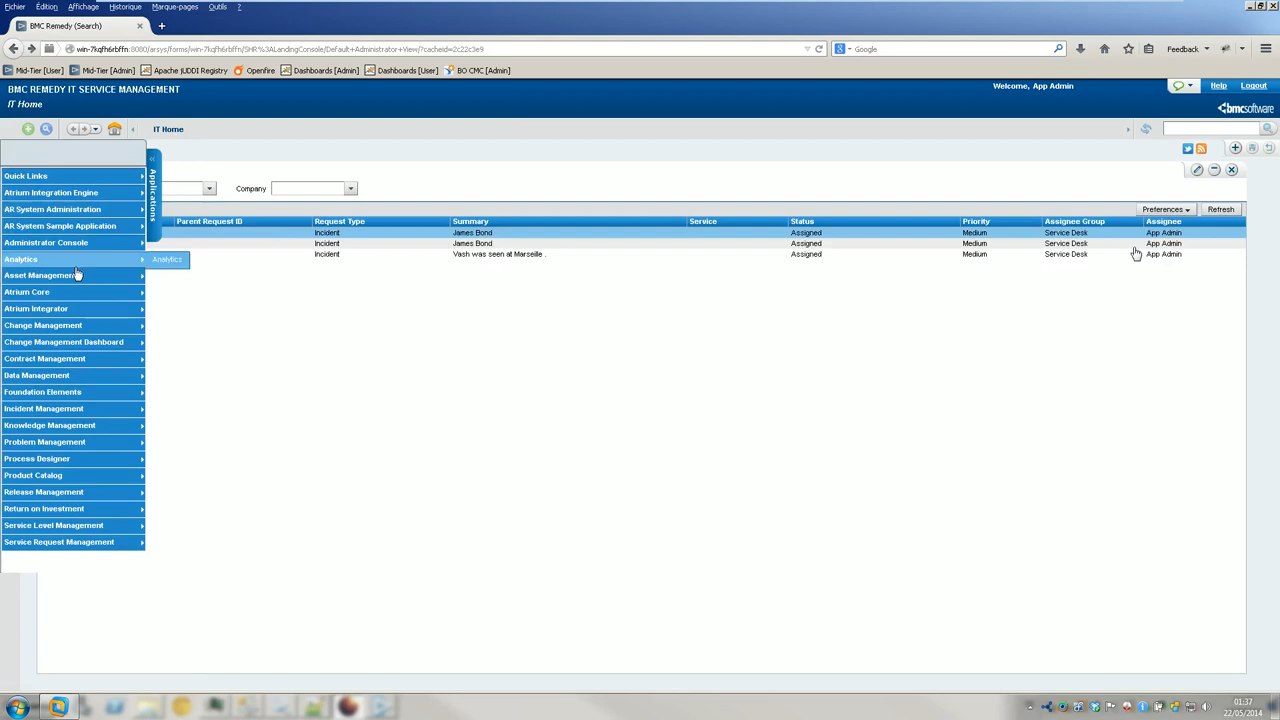 Fichier Édition Affichage Historique Marque-pages Outils ?
BMC Remedy (Search)
win-7kqfh6rbffn:8080/arsys/forms/win-7kqfh6rbffn/SHR%3ALandingConsole/Default+Administrator+View/?cacheid=2c22c3e9
Google
Feedback
Mid-Tier [User] Mid-Tier [Admin] Apache jUDDI Registry Openfire Dashboards [Admin] Dashboards [User] BO CMC [Admin]
BMC REMEDY IT SERVICE MANAGEMENT
Welcome, App Admin
Help Logout
IT Home
bmcsoftware
IT Home
Applications
Quick Links
Atrium Integration Engine
AR System Administration
AR System Sample Application
Administrator Console
Analytics
Analytics
Asset Management
Atrium Core
Atrium Integrator
Change Management
Change Management Dashboard
Contract Management
Data Management
Foundation Elements
Incident Management
Knowledge Management
Problem Management
Process Designer
Product Catalog
Release Management
Return on Investment
Service Level Management
Service Request Management
Company
Preferences Refresh
Parent Request ID Request Type Summary Service Status Priority Assignee Group Assignee
Incident James Bond Assigned Medium Service Desk App Admin
James Bond Assigned Medium Service Desk App Admin
Incident Vash was seen at Marseille . Assigned Medium Service Desk App Admin
01:37
22/05/2014